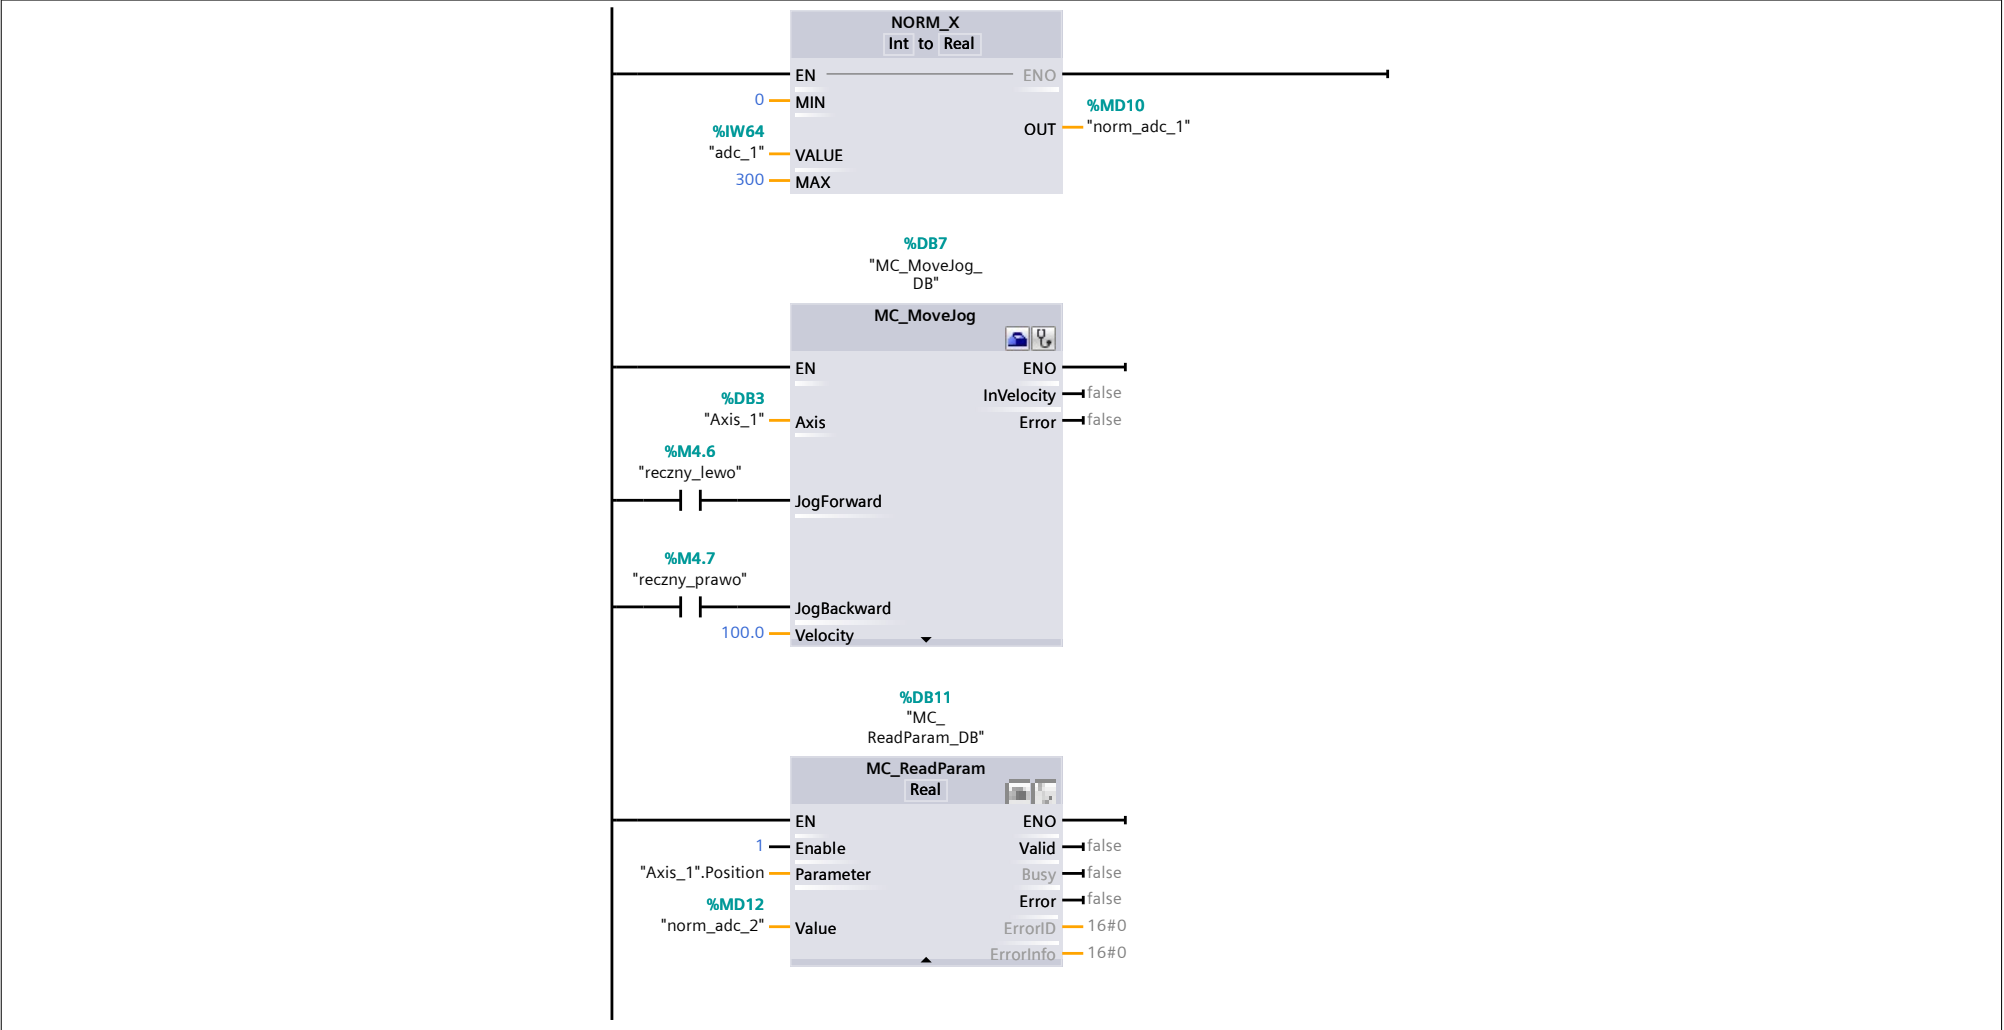 NORM_X
Int to Real
EN ENO
0 MIN
%MD10
OUT "norm_adc_1"
%IW64
"adc_1" VALUE
300 MAX
%DB7
"MC_MoveJog_
DB"
MC_MoveJog
EN ENO
InVelocity false
%DB3
"Axis_1" Axis
Error false
%M4.6
"reczny_lewo"
JogForward
%M4.7
"reczny_prawo"
JogBackward
100.0 Velocity
%DB11
"MC_
ReadParam_DB"
MC_ReadParam
Real
EN ENO
1 Enable Valid false
"Axis_1".Position Parameter Busy false
%MD12 Error false
"norm_adc_2" Value ErrorID 16#0
ErrorInfo 16#0